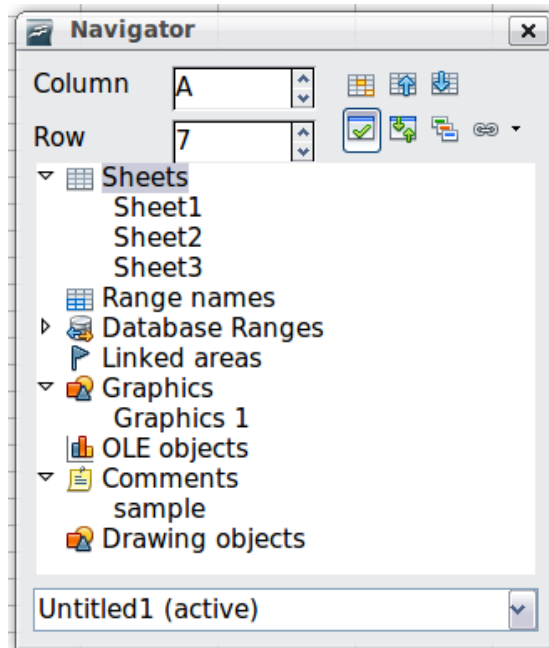 Navigator
Column A
Row 7
Sheets
Sheet1
Sheet2
Sheet3
Range names
Database Ranges
Linked areas
Graphics
Graphics 1
OLE objects
Comments
sample
Drawing objects
Untitled1 (active)